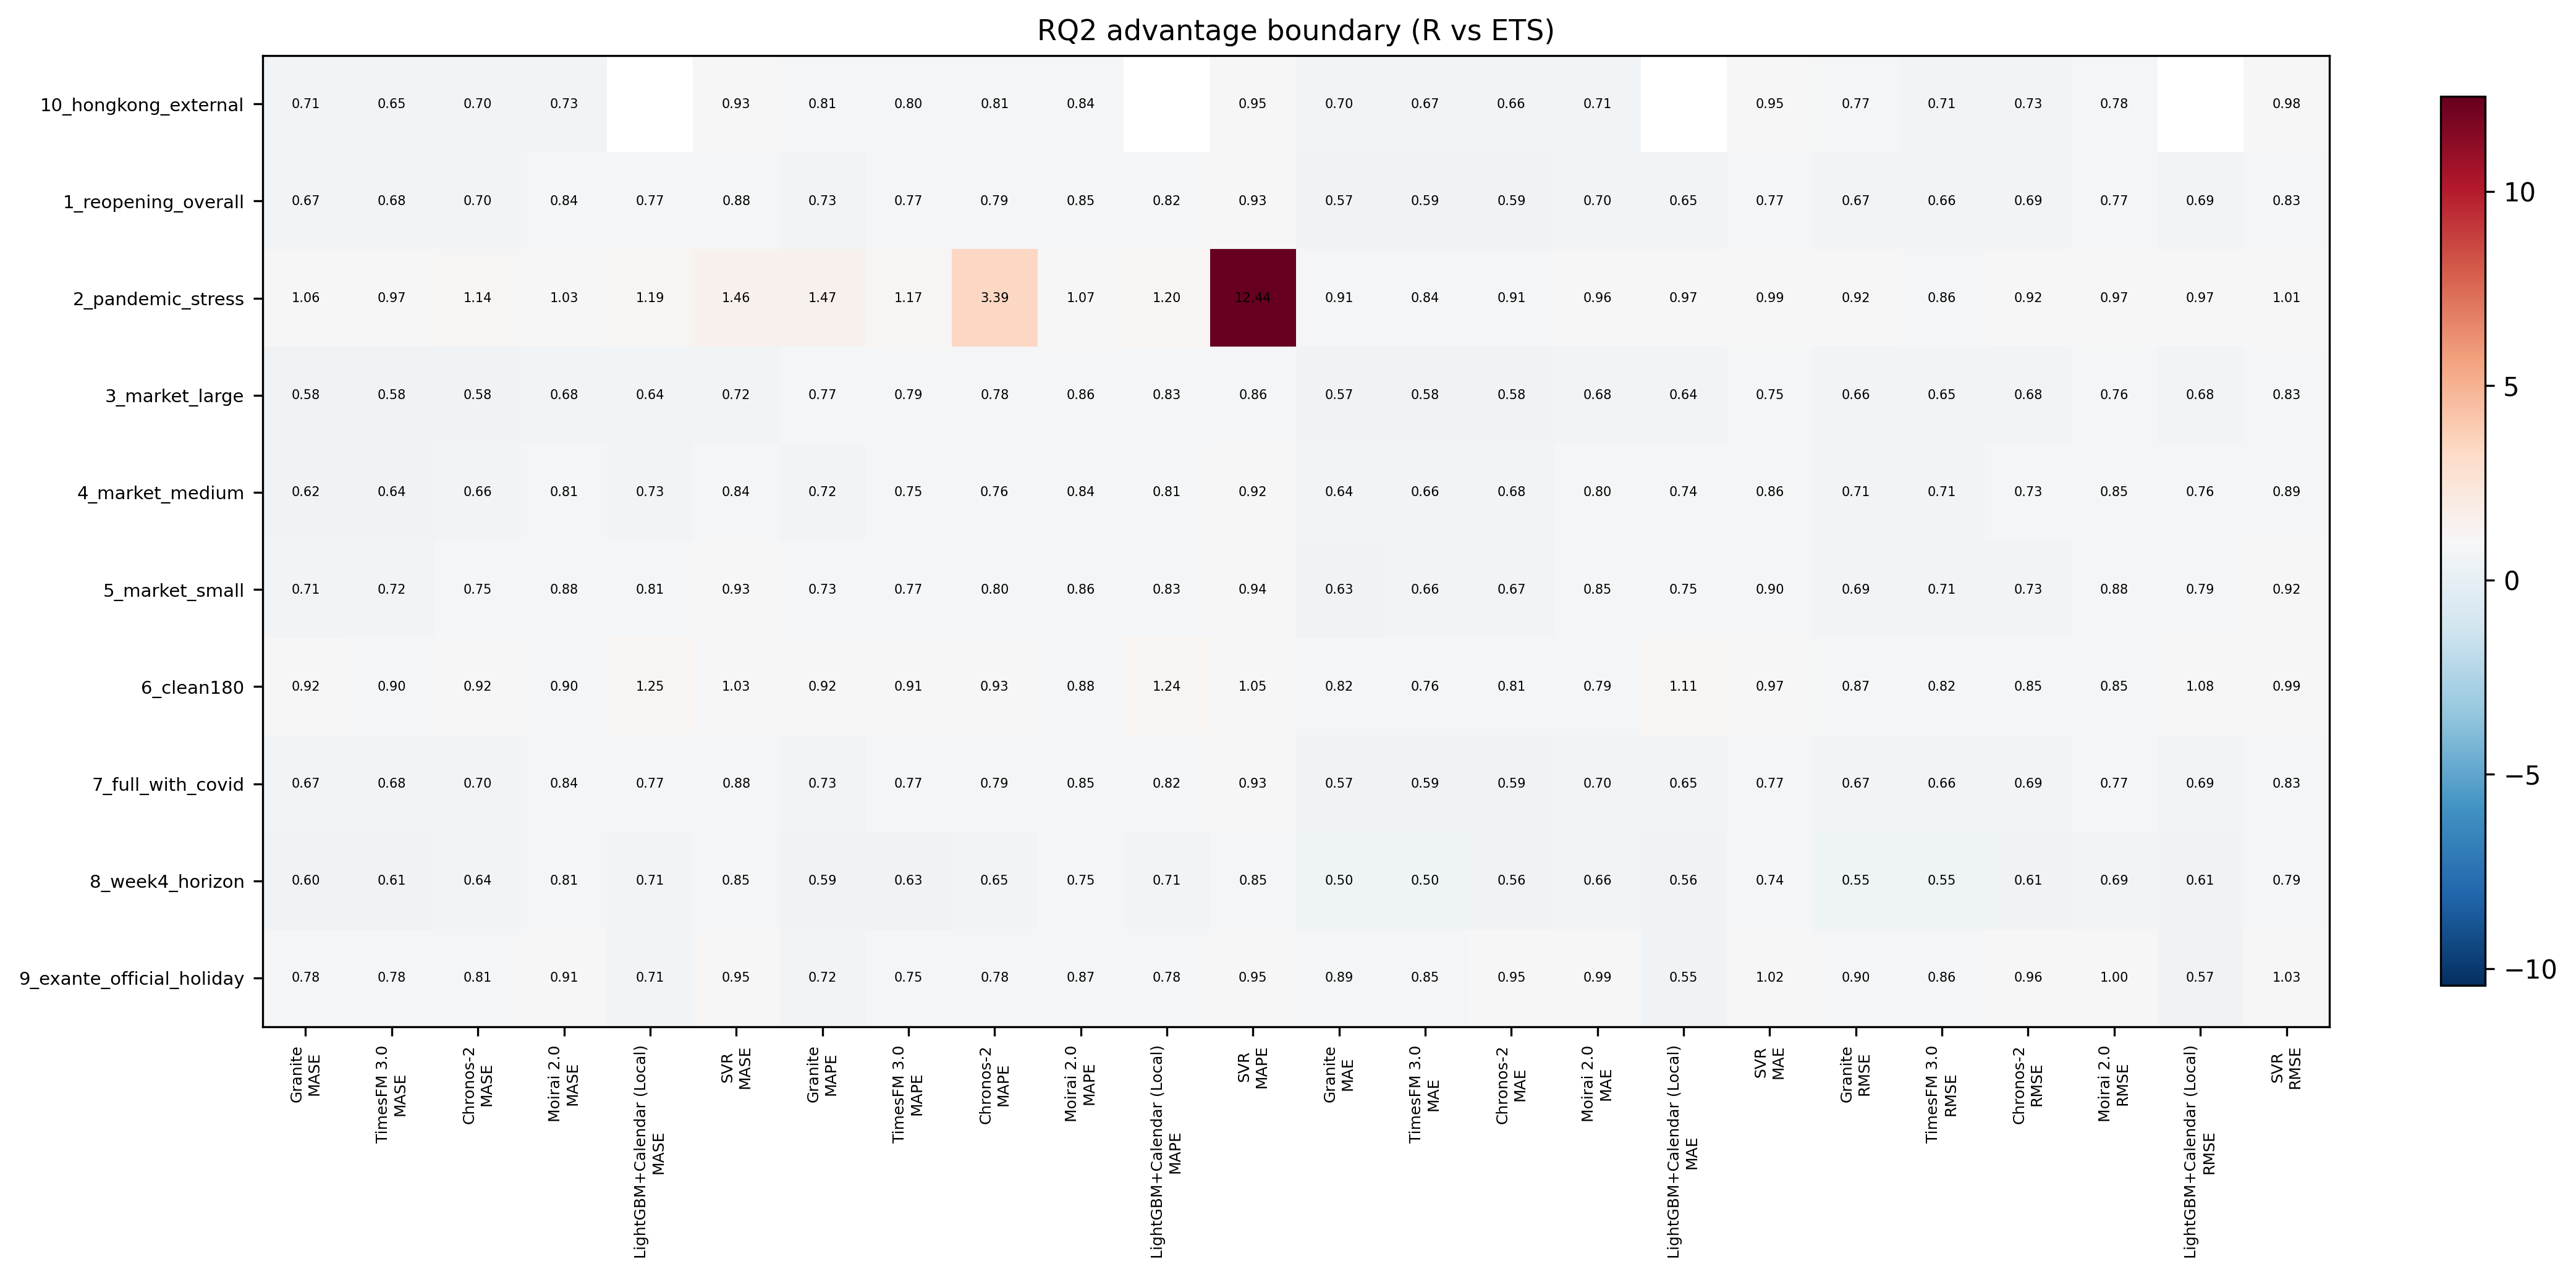 RQ2 advantage boundary (R vs ETS)
10_hongkong_external 0.71 0.65 0.70 0.73 0.93 0.81 0.80 0.81 0.84 0.95 0.70 0.67 0.66 0.71 0.95 0.77 0.71 0.73 0.78 0.98
1_reopening_overall 0.67 0.68 0.70 0.84 0.77 0.88 0.73 0.77 0.79 0.85 0.82 0.93 0.57 0.59 0.59 0.70 0.65 0.77 0.67 0.66 0.69 0.77 0.69 0.83
2_pandemic_stress 1.06 0.97 1.14 1.03 1.19 1.46 1.47 1.17 3.39 1.07 1.20 12.44 0.91 0.84 0.91 0.96 0.97 0.99 0.92 0.86 0.92 0.97 0.97 1.01
3_market_large 0.58 0.58 0.58 0.68 0.64 0.72 0.77 0.79 0.78 0.86 0.83 0.86 0.57 0.58 0.58 0.68 0.64 0.75 0.66 0.65 0.68 0.76 0.68 0.83
4_market_medium 0.62 0.64 0.66 0.81 0.73 0.84 0.72 0.75 0.76 0.84 0.81 0.92 0.64 0.66 0.68 0.80 0.74 0.86 0.71 0.71 0.73 0.85 0.76 0.89
5_market_small 0.71 0.72 0.75 0.88 0.81 0.93 0.73 0.77 0.80 0.86 0.83 0.94 0.63 0.66 0.67 0.85 0.75 0.90 0.69 0.71 0.73 0.88 0.79 0.92
6_clean180 0.92 0.90 0.92 0.90 1.25 1.03 0.92 0.91 0.93 0.88 1.24 1.05 0.82 0.76 0.81 0.79 1.11 0.97 0.87 0.82 0.85 0.85 1.08 0.99
7_full_with_covid 0.67 0.68 0.70 0.84 0.77 0.88 0.73 0.77 0.79 0.85 0.82 0.93 0.57 0.59 0.59 0.70 0.65 0.77 0.67 0.66 0.69 0.77 0.69 0.83
8_week4_horizon 0.60 0.61 0.64 0.81 0.71 0.85 0.59 0.63 0.65 0.75 0.71 0.85 0.50 0.50 0.56 0.66 0.56 0.74 0.55 0.55 0.61 0.69 0.61 0.79
9_exante_official_holiday 0.78 0.78 0.81 0.91 0.71 0.95 0.72 0.75 0.78 0.87 0.78 0.95 0.89 0.85 0.95 0.99 0.55 1.02 0.90 0.86 0.96 1.00 0.57 1.03
Granite
MASE
TimesFM 3.0
MASE
Chronos-2
MASE
Moirai 2.0
MASE
LightGBM+Calendar (Local)
MASE
SVR
MASE
Granite
MAPE
TimesFM 3.0
MAPE
Chronos-2
MAPE
Moirai 2.0
MAPE
LightGBM+Calendar (Local)
MAPE
SVR
MAPE
Granite
MAE
TimesFM 3.0
MAE
Chronos-2
MAE
Moirai 2.0
MAE
LightGBM+Calendar (Local)
MAE
SVR
MAE
Granite
RMSE
TimesFM 3.0
RMSE
Chronos-2
RMSE
Moirai 2.0
RMSE
LightGBM+Calendar (Local)
RMSE
SVR
RMSE
10
5
0
−5
−10